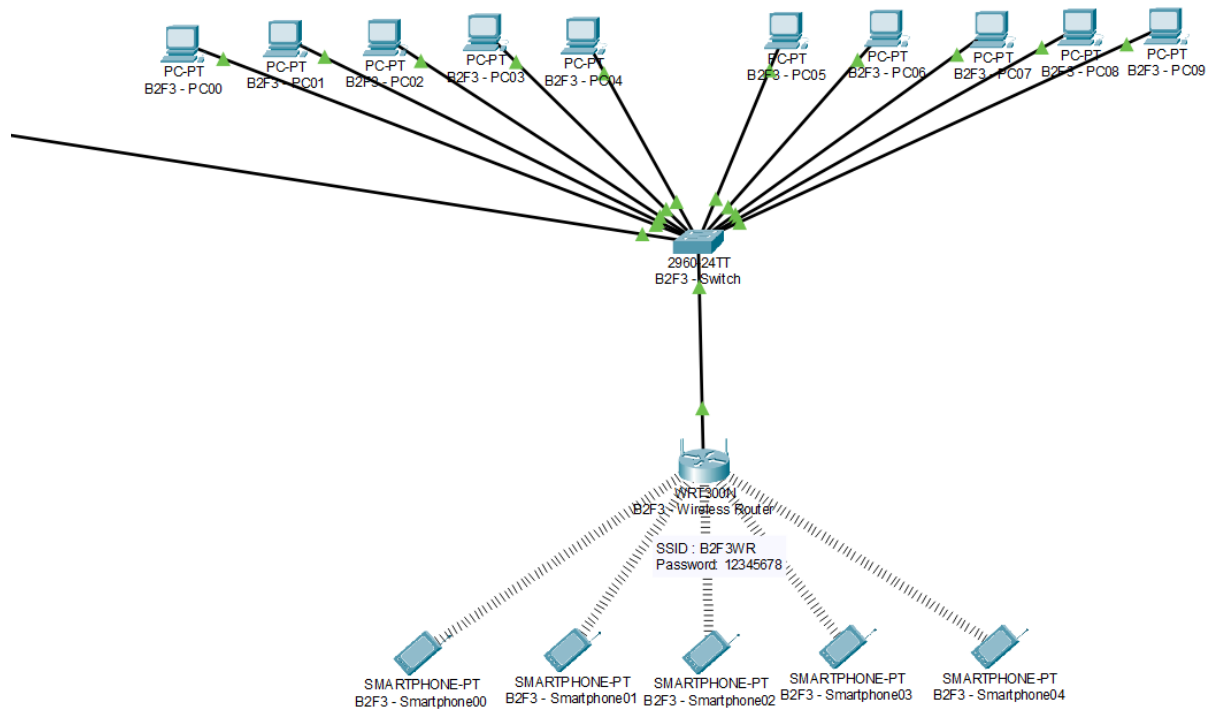 PC-PT
B2F3 - PC00
PC-PT
B2F3 - PC01
PC-PT
B2F3 - PC02
PC-PT
B2F3 - PC03
PC-PT
B2F3 - PC04
PC-PT
B2F3 - PC05
PC-PT
B2F3 - PC06
PC-PT
B2F3 - PC07
PC-PT
B2F3 - PC08
PC-PT
B2F3 - PC09
2960-24TT
B2F3 - Switch
WRT300N
B2F3 - Wireless Router
SSID : B2F3WR
Password: 12345678
SMARTPHONE-PT
B2F3 - Smartphone00
SMARTPHONE-PT
B2F3 - Smartphone01
SMARTPHONE-PT
B2F3 - Smartphone02
SMARTPHONE-PT
B2F3 - Smartphone03
SMARTPHONE-PT
B2F3 - Smartphone04